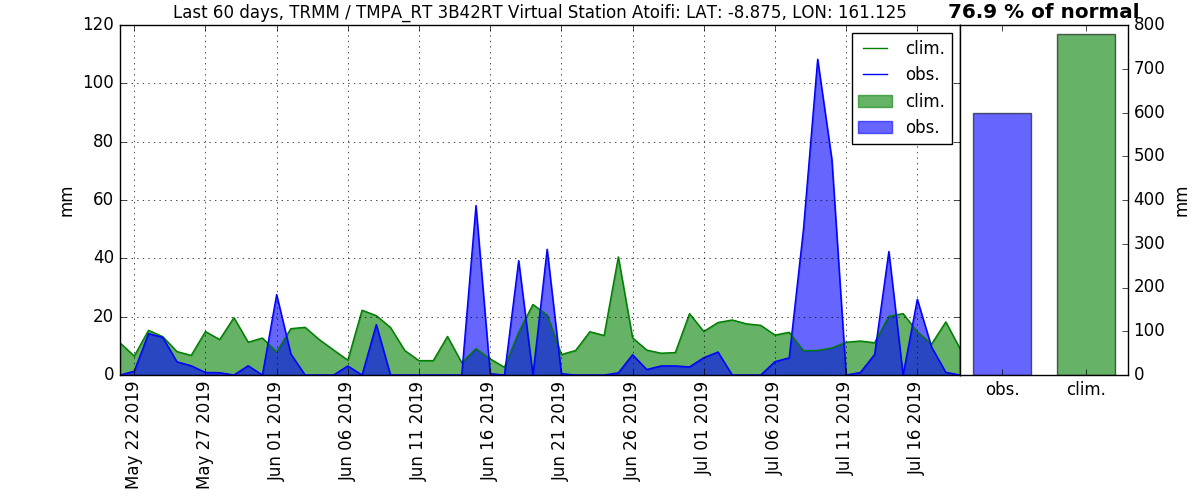 Last 60 days, TRMM / TMPA_RT 3B42RT Virtual Station Atoifi: LAT: -8.875, LON: 161.125
76.9 % of normal
120
100
80
60
40
20
0
mm
clim.
obs.
clim.
obs.
May 22 2019
May 27 2019
Jun 01 2019
Jun 06 2019
Jun 11 2019
Jun 16 2019
Jun 21 2019
Jun 26 2019
Jul 01 2019
Jul 06 2019
Jul 11 2019
Jul 16 2019
800
700
600
500
400
300
200
100
0
mm
obs.
clim.